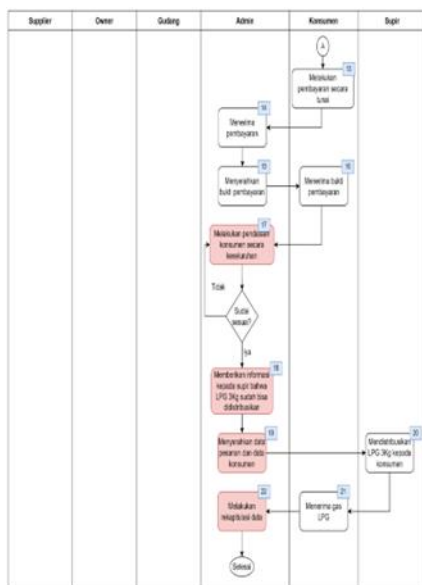 Supplier Owner Gudang Admin Konsumen Supir
A
13
Melakukan
pembayaran secara
tunai
14
Menerima
pembayaran
15
Menyerahkan
bukti pembayaran
16
Menerima bukti
pembayaran
17
Melakukan pendataan
konsumen secara
keseluruhan
Tidak
Sudah
sesuai?
Iya
18
Memberikan informasi
kepada supir bahwa
LPG 3Kg sudah bisa
didistribusikan
19
Menyerahkan data
pesanan dan data
konsumen
20
Mendistribusikan
LPG 3Kg kepada
konsumen
21
Menerima gas
LPG
22
Melakukan
rekapitulasi data
Selesai